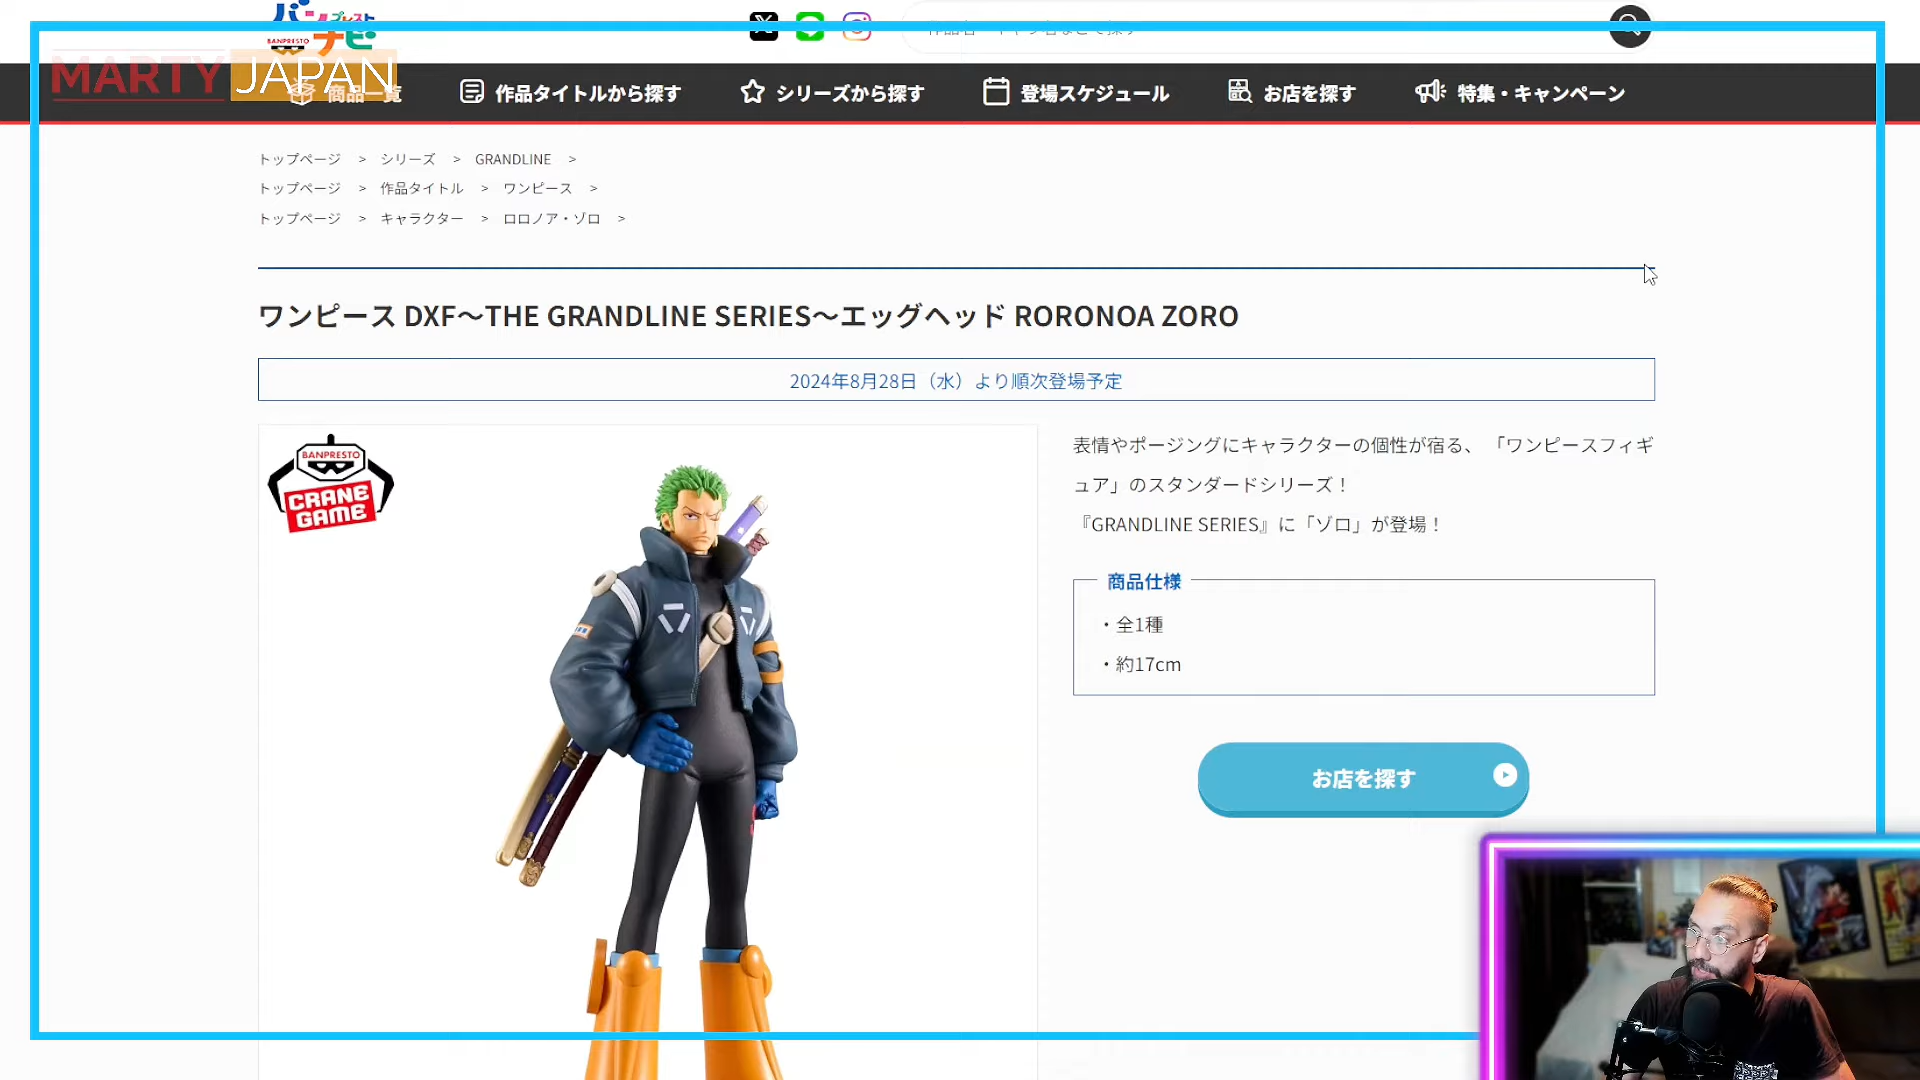 バンプレスト
ナビ
BANPRESTO
MARTY JAPAN
商品一覧
作品タイトルから探す
シリーズから探す
登場スケジュール
お店を探す
特集・キャンペーン
トップページ > シリーズ > GRANDLINE >
トップページ > 作品タイトル > ワンピース >
トップページ > キャラクター > ロロノア・ゾロ >
ワンピース DXF～THE GRANDLINE SERIES～エッグヘッド RORONOA ZORO
2024年8月28日（水）より順次登場予定
BANPRESTO
CRANE
GAME
表情やポージングにキャラクターの個性が宿る、 「ワンピースフィギ
ュア」のスタンダードシリーズ！
『GRANDLINE SERIES』に「ゾロ」が登場！
商品仕様
・全1種
・約17cm
お店を探す